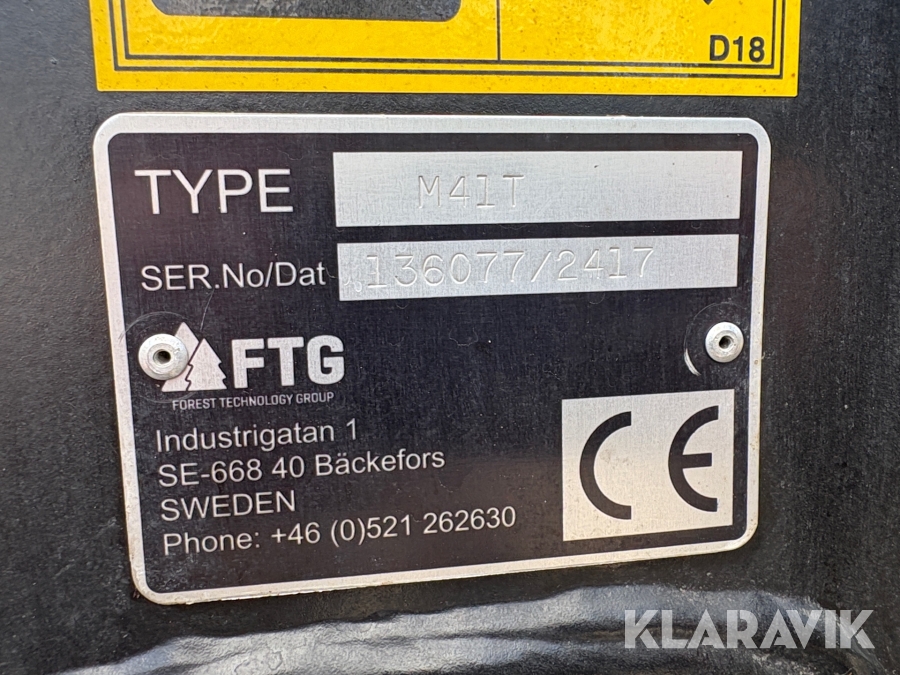 D18
TYPE M41T
SER.No/Dat 136077/2417
FTG
FOREST TECHNOLOGY GROUP
Industrigatan 1
SE-668 40 Bäckefors
SWEDEN
Phone: +46 (0)521 262630
CE
KLARAVIK